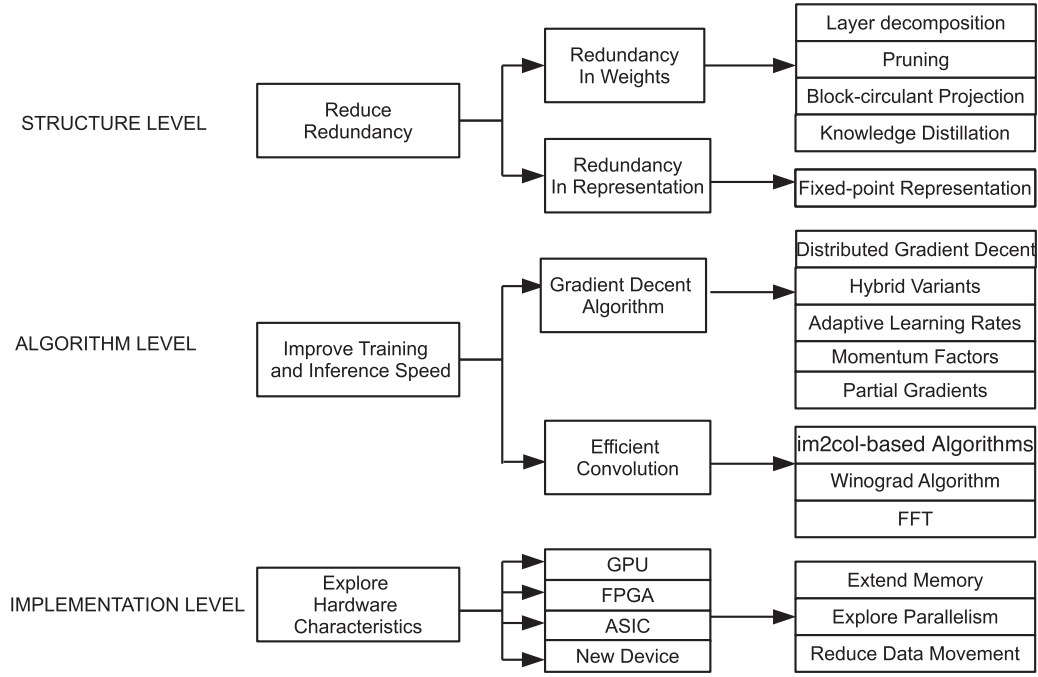 STRUCTURE LEVEL
Reduce
Redundancy
Redundancy
In Weights
Layer decomposition
Pruning
Block-circulant Projection
Knowledge Distillation
Redundancy
In Representation
Fixed-point Representation
ALGORITHM LEVEL
Improve Training
and Inference Speed
Gradient Decent
Algorithm
Distributed Gradient Decent
Hybrid Variants
Adaptive Learning Rates
Momentum Factors
Partial Gradients
Efficient
Convolution
im2col-based Algorithms
Winograd Algorithm
FFT
IMPLEMENTATION LEVEL
Explore
Hardware
Characteristics
GPU
FPGA
ASIC
New Device
Extend Memory
Explore Parallelism
Reduce Data Movement